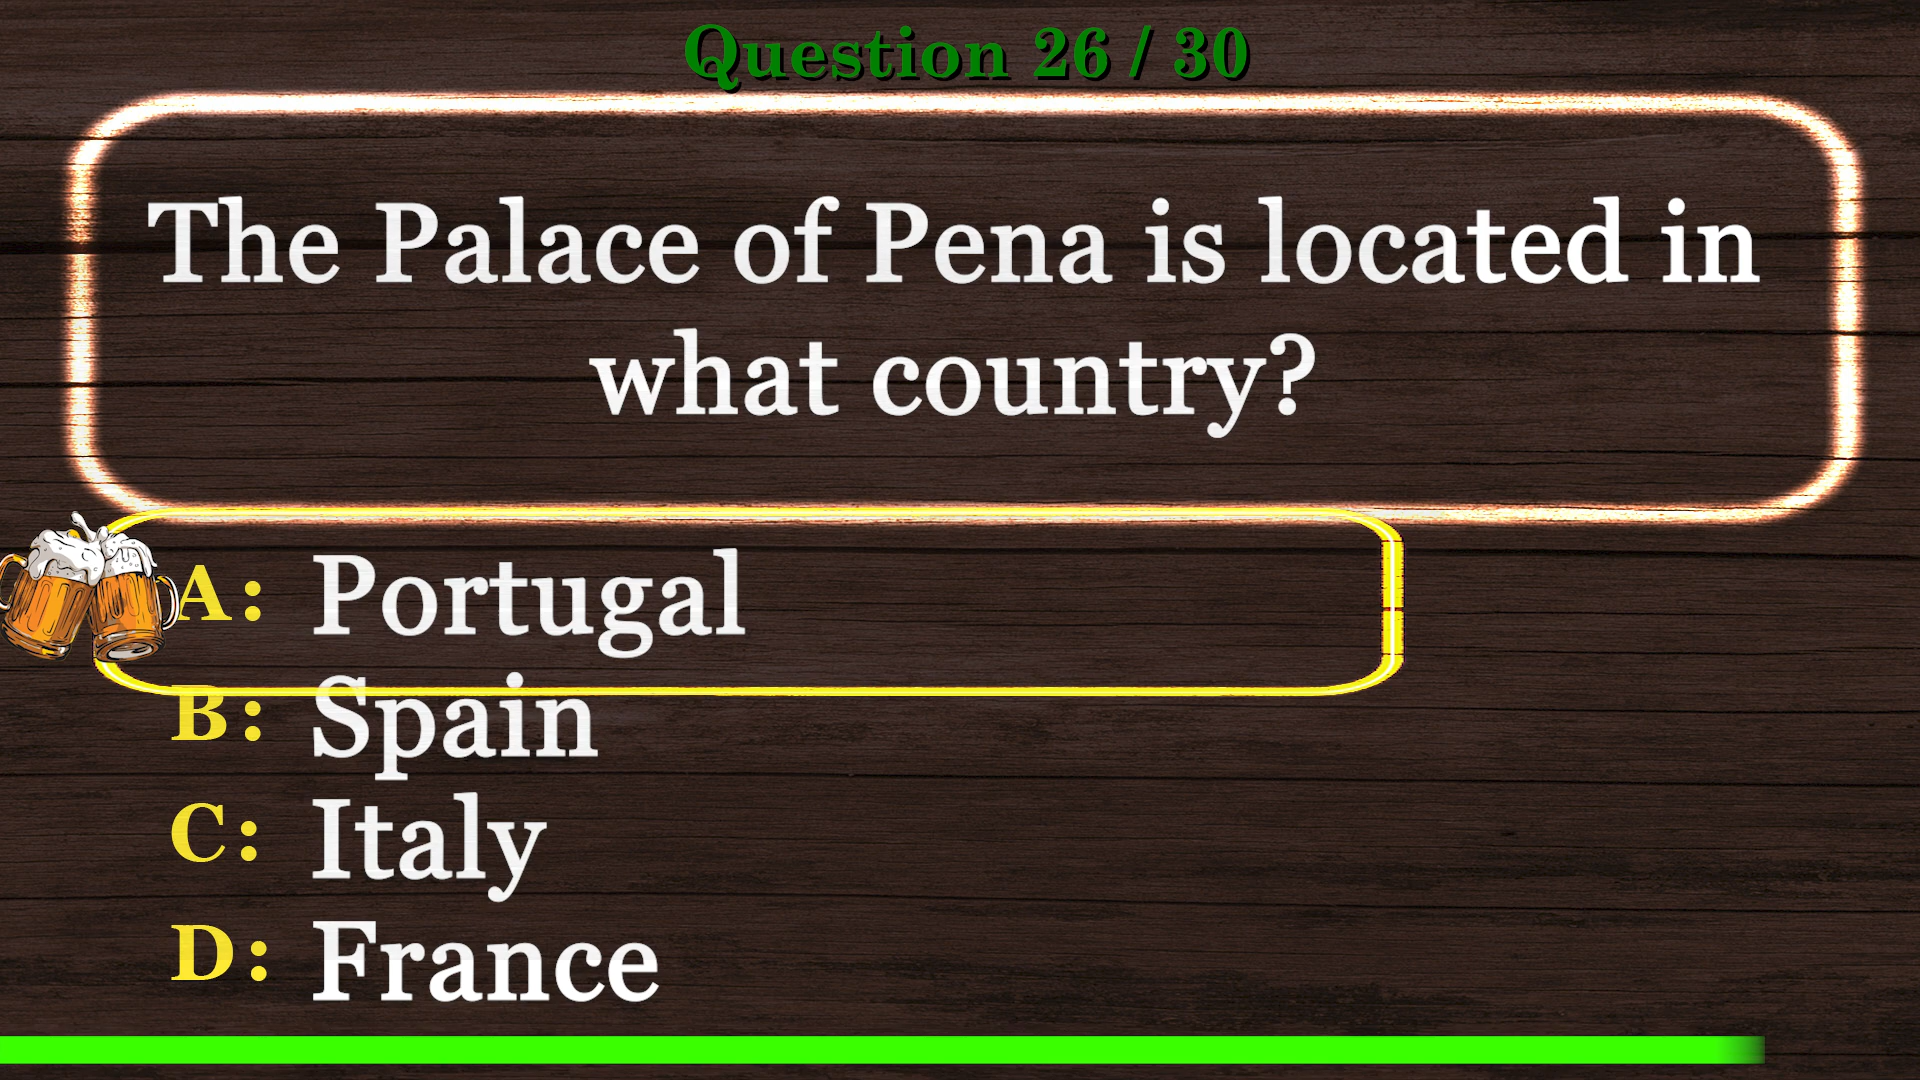 Question 26 / 30
The Palace of Pena is located in
what country?
A: Portugal
B: Spain
C: Italy
D: France